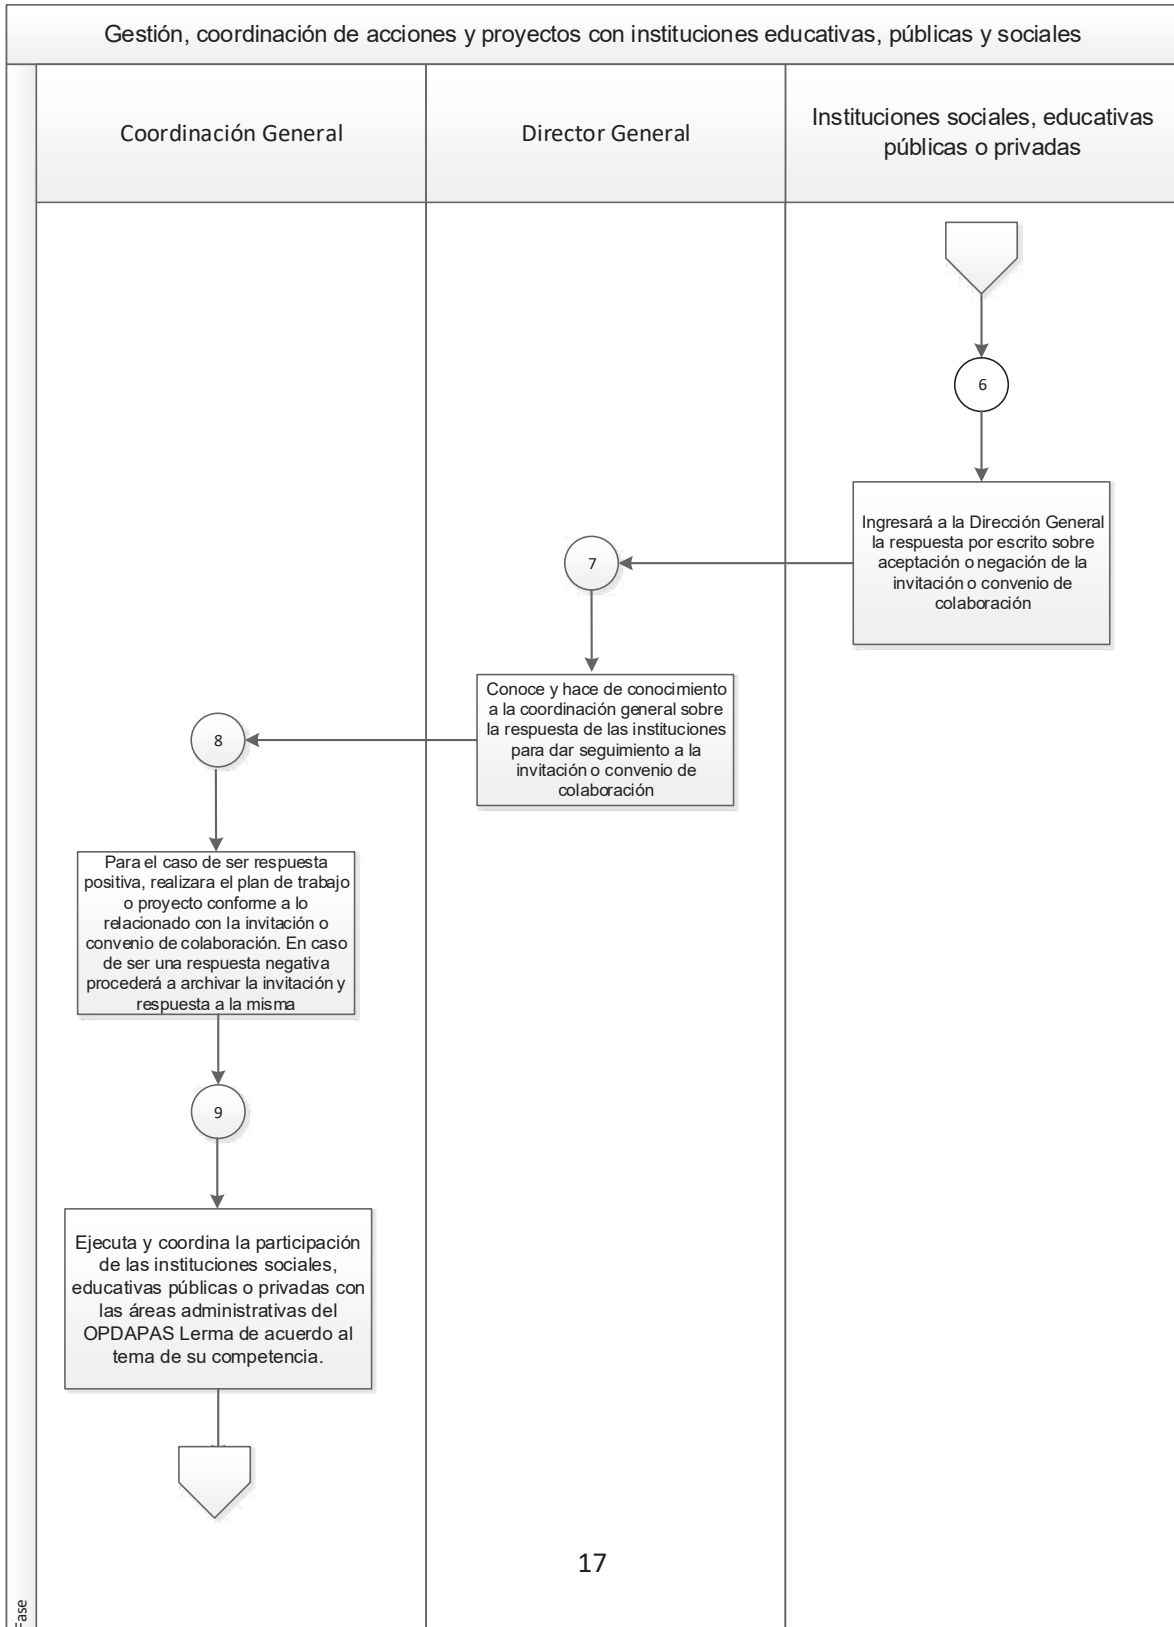 Gestión, coordinación de acciones y proyectos con instituciones educativas, públicas y sociales
Coordinación General
Director General
Instituciones sociales, educativas
públicas o privadas
6
Ingresará a la Dirección General
la respuesta por escrito sobre
aceptación o negación de la
invitación o convenio de
colaboración
7
Conoce y hace de conocimiento
a la coordinación general sobre
la respuesta de las instituciones
para dar seguimiento a la
invitación o convenio de
colaboración
8
Para el caso de ser respuesta
positiva, realizara el plan de trabajo
o proyecto conforme a lo
relacionado con la invitación o
convenio de colaboración. En caso
de ser una respuesta negativa
procederá a archivar la invitación y
respuesta a la misma
9
Ejecuta y coordina la participación
de las instituciones sociales,
educativas públicas o privadas con
las áreas administrativas del
OPDAPAS Lerma de acuerdo al
tema de su competencia.
17
Fase